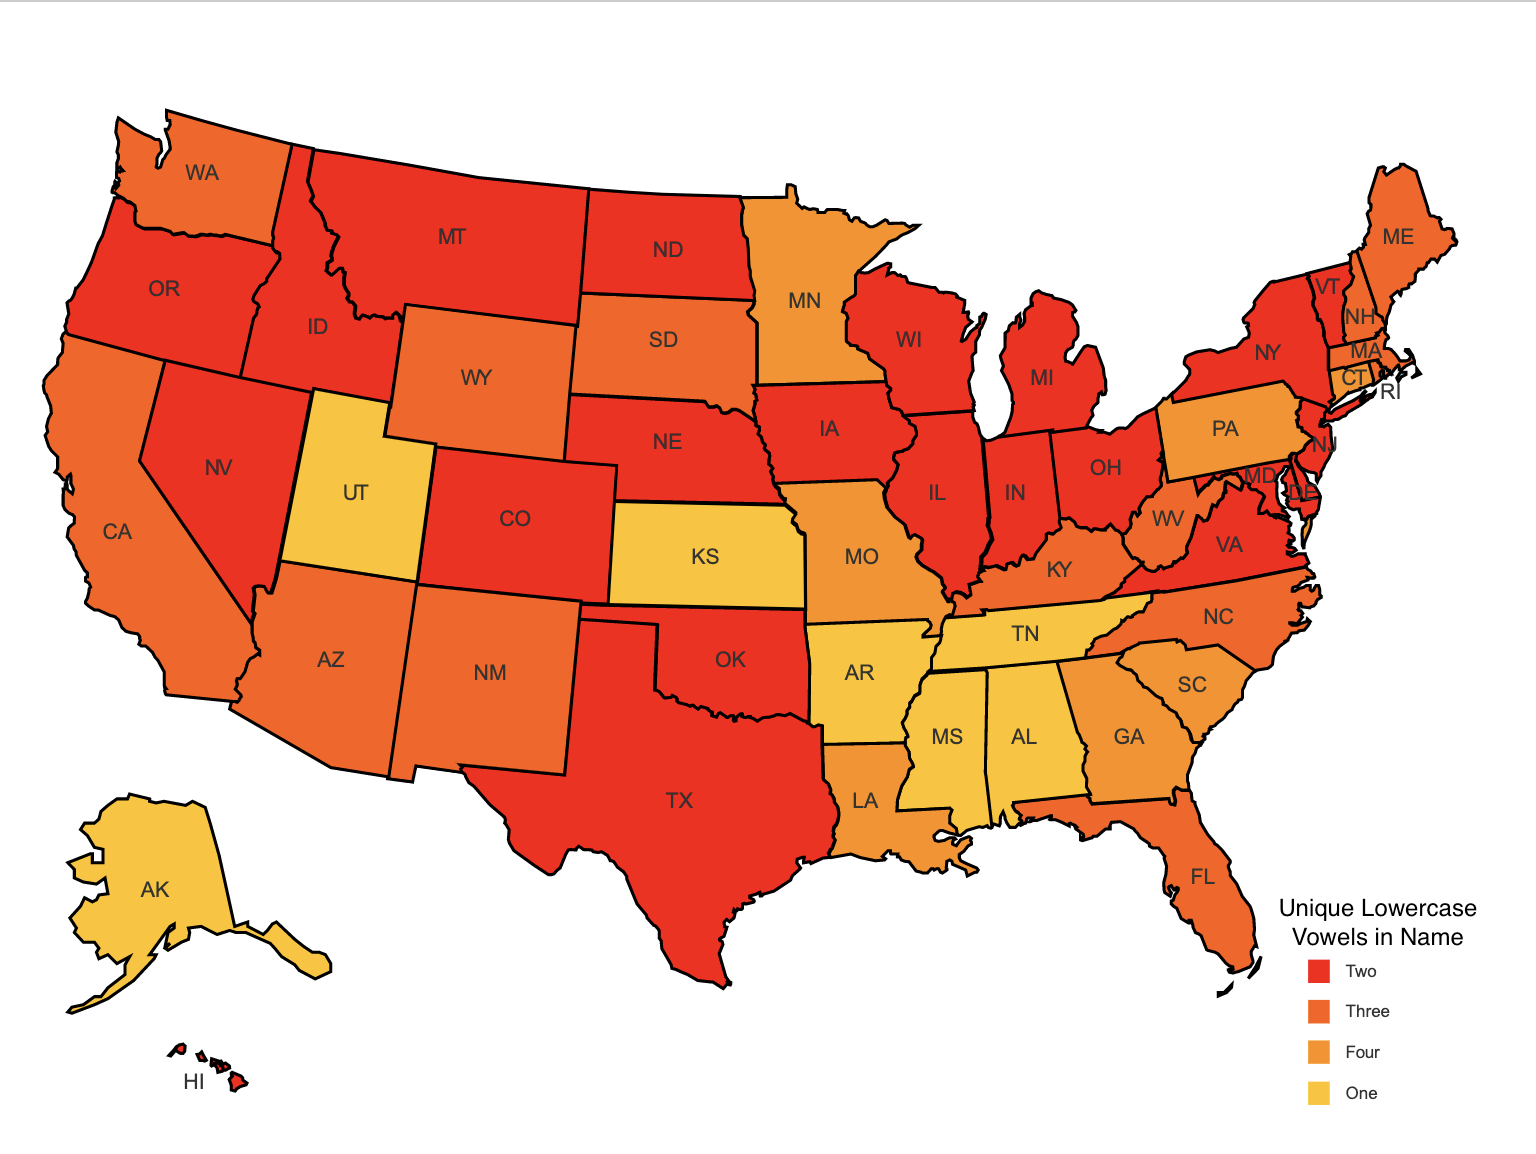 WA
MT
ND
ME
OR
ID
MN
VT
NH
SD
WI
NY
MA
WY
MI
CT
RI
NE
IA
PA
NJ
NV
UT
CO
IL
IN
OH
MD
DE
CA
KS
MO
WV
VA
KY
NC
AZ
NM
OK
AR
TN
SC
MS
AL
GA
TX
LA
FL
AK
HI
Unique Lowercase
Vowels in Name
Two
Three
Four
One